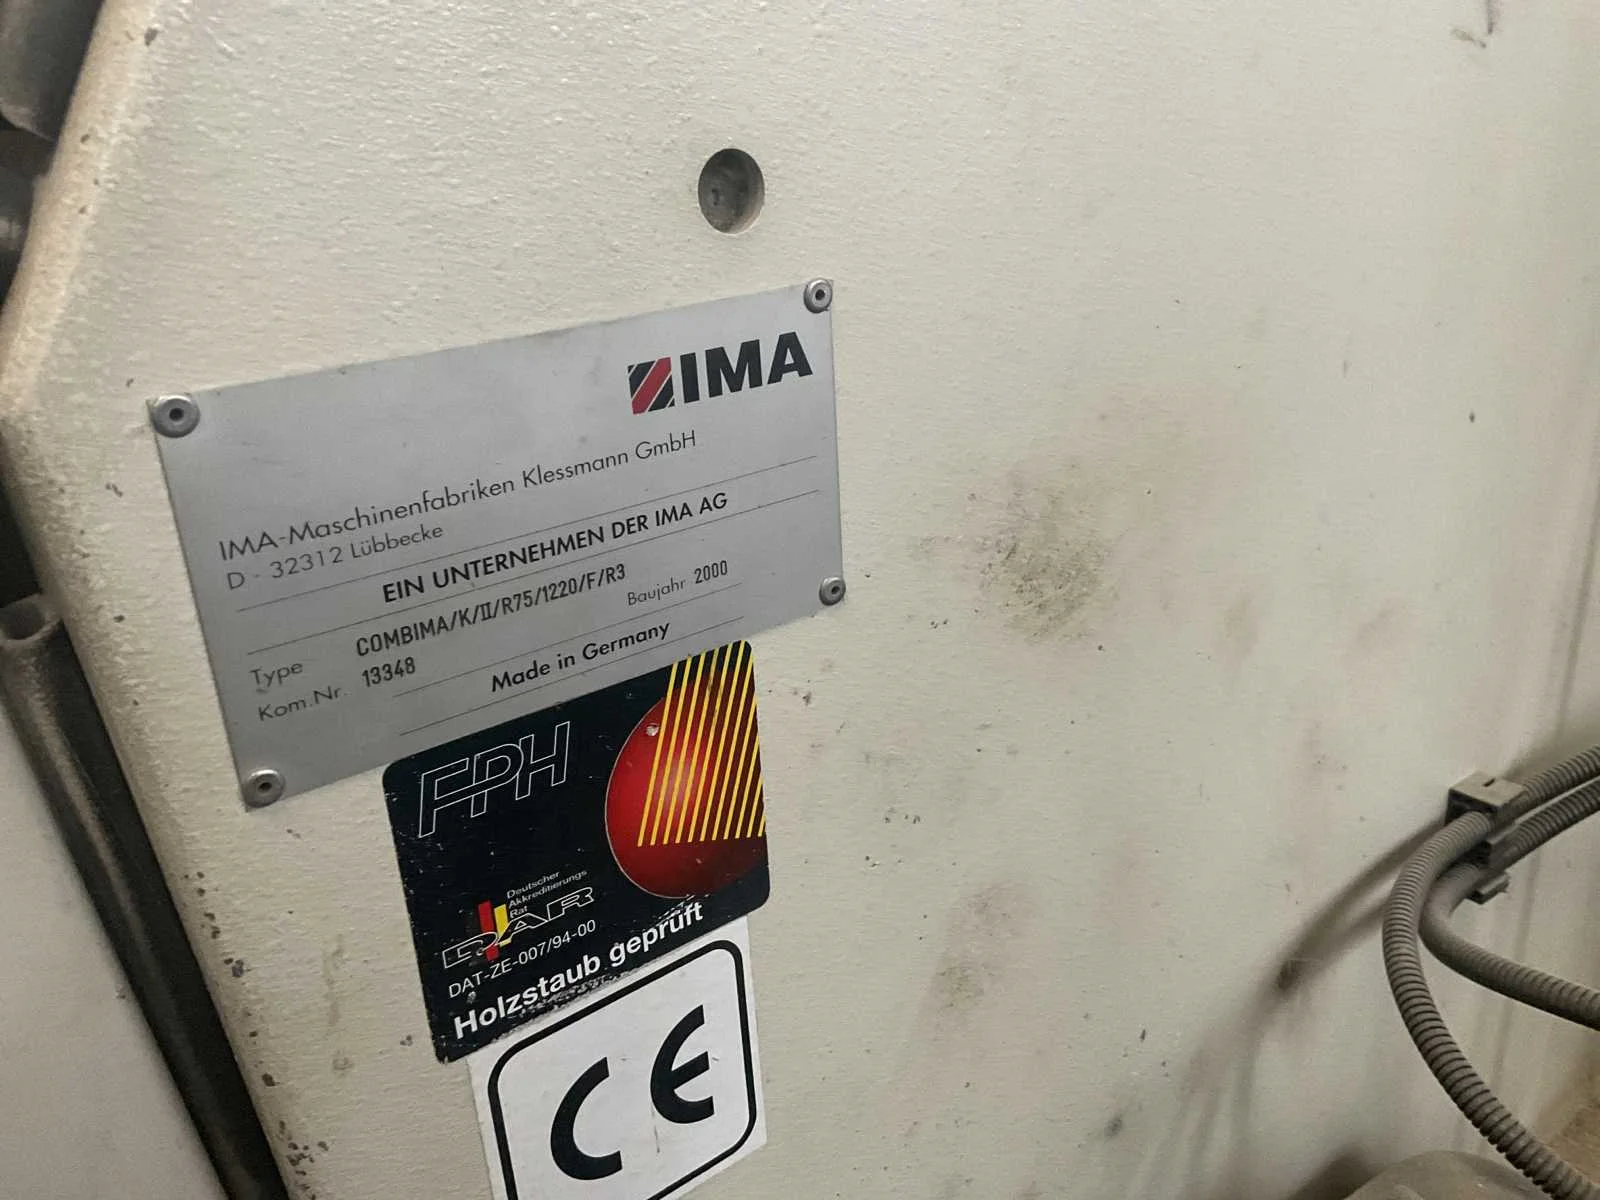 IMA
IMA-Maschinenfabriken Klessmann GmbH
D - 32312 Lübbecke
EIN UNTERNEHMEN DER IMA AG
Type COMBIMA/K/II/R75/1220/F/R3
Kom.Nr. 13348 Baujahr 2000
Made in Germany
FPH
Deutscher
Akkreditierungs
Rat
DAR
DAT-ZE-007/94-00
Holzstaub geprüft
CE